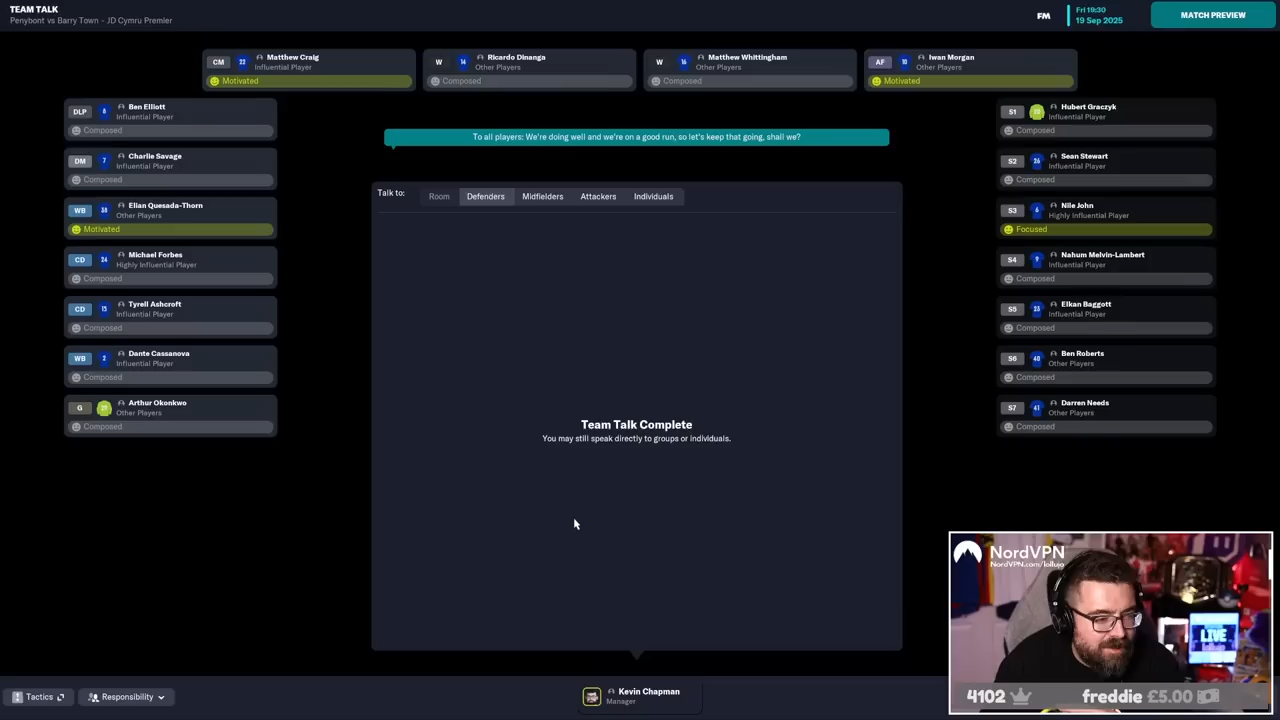 TEAM TALK
Penybont vs Barry Town - JD Cymru Premier
FM
Fri 19:30
19 Sep 2025
MATCH PREVIEW
CM 22 Matthew Craig
Influential Player
Motivated
W 14 Ricardo Dinanga
Other Players
Composed
W 16 Matthew Whittingham
Other Players
Composed
AF 10 Iwan Morgan
Other Players
Motivated
DLP 8 Ben Elliott
Influential Player
Composed
DM 7 Charlie Savage
Influential Player
Composed
WB Elian Quesada-Thorn
Other Players
Motivated
CD 24 Michael Forbes
Highly Influential Player
Composed
CD 15 Tyrell Ashcroft
Influential Player
Composed
WB 2 Dante Cassanova
Influential Player
Composed
G Arthur Okonkwo
Other Players
Composed
To all players: We're doing well and we're on a good run, so let's keep that going, shall we?
Talk to: Room Defenders Midfielders Attackers Individuals
Team Talk Complete
You may still speak directly to groups or individuals.
S1 Hubert Graczyk
Influential Player
Composed
S2 Sean Stewart
Influential Player
Composed
S3 Nile John
Highly Influential Player
Focused
S4 9 Nahum Melvin-Lambert
Influential Player
Composed
S5 Elkan Baggott
Influential Player
Composed
S6 40 Ben Roberts
Other Players
Composed
S7 41 Darren Needs
Other Players
Composed
NordVPN
NordVPN.com/lollujo
LIVE
lollujo
4102 freddie £5.00
Tactics Responsibility
Kevin Chapman
Manager